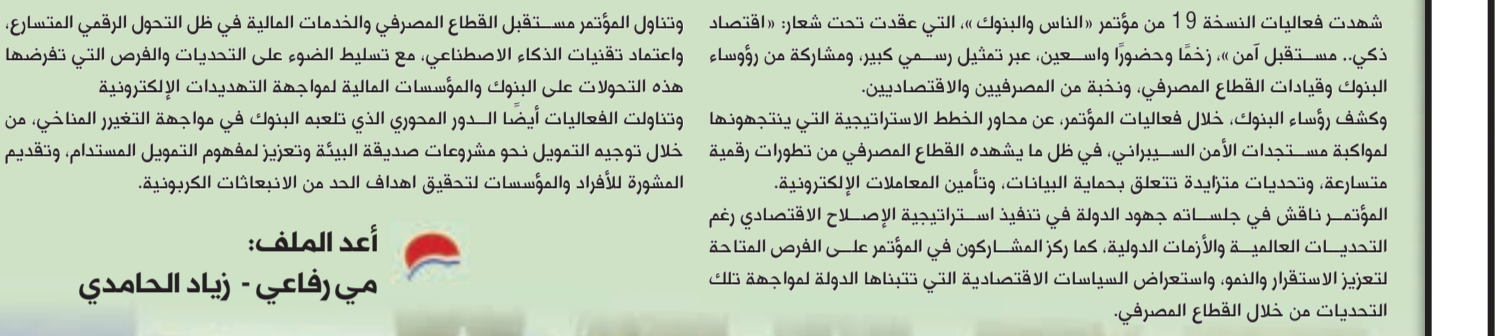 شهدت فعاليات النسخة 19 من مؤتمر «الناس والبنوك»، التي عقدت تحت شعار: «اقتصاد
ذكي.. مستقبل آمن»، زخمًا وحضورًا واسعين، عبر تمثيل رسمي كبير، ومشاركة من رؤوساء
البنوك وقيادات القطاع المصرفي، ونخبة من المصرفيين والاقتصاديين.
وكشف رؤساء البنوك، خلال فعاليات المؤتمر، عن محاور الخطط الاستراتيجية التي ينتجهونها
لمواكبة مستجدات الأمن السيبراني، في ظل ما يشهده القطاع المصرفي من تطورات رقمية
متسارعة، وتحديات متزايدة تتعلق بحماية البيانات، وتأمين المعاملات الإلكترونية.
المؤتمر ناقش في جلساته جهود الدولة في تنفيذ استراتيجية الإصلاح الاقتصادي رغم
التحديات العالمية والأزمات الدولية، كما ركز المشاركون في المؤتمر على الفرص المتاحة
لتعزيز الاستقرار والنمو، واستعراض السياسات الاقتصادية التي تتبناها الدولة لمواجهة تلك
التحديات من خلال القطاع المصرفي.
وتناول المؤتمر مستقبل القطاع المصرفي والخدمات المالية في ظل التحول الرقمي المتسارع،
واعتماد تقنيات الذكاء الاصطناعي، مع تسليط الضوء على التحديات والفرص التي تفرضها
هذه التحولات على البنوك والمؤسسات المالية لمواجهة التهديدات الإلكترونية
وتناولت الفعاليات أيضًا الدور المحوري الذي تلعبه البنوك في مواجهة التغيرر المناخي، من
خلال توجيه التمويل نحو مشروعات صديقة البيئة وتعزيز لمفهوم التمويل المستدام، وتقديم
المشورة للأفراد والمؤسسات لتحقيق اهداف الحد من الانبعاثات الكربونية.
أعد الملف:
مي رفاعي - زياد الحامدي